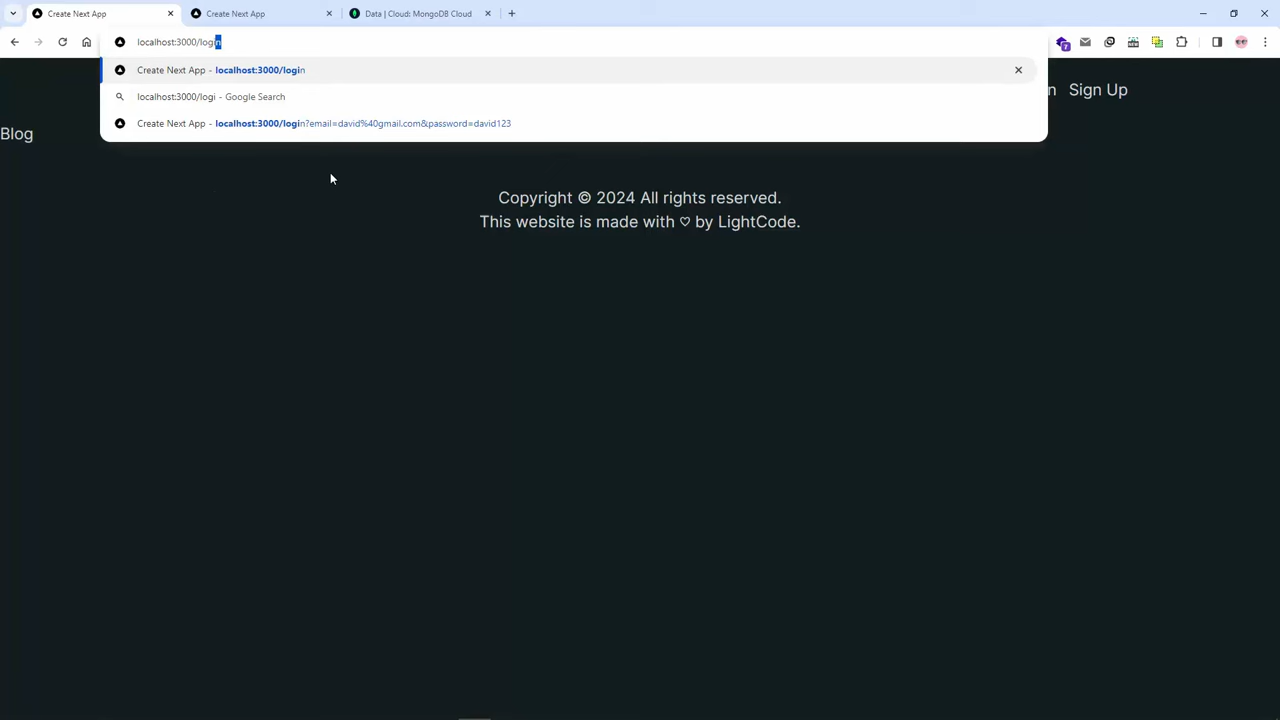 Create Next App
Create Next App
Data | Cloud: MongoDB Cloud
localhost:3000/login
7
Create Next App - localhost:3000/login
localhost:3000/logi - Google Search
Create Next App - localhost:3000/login?email=david%40gmail.com&password=david123
n Sign Up
Blog
Copyright © 2024 All rights reserved.
This website is made with ♡ by LightCode.